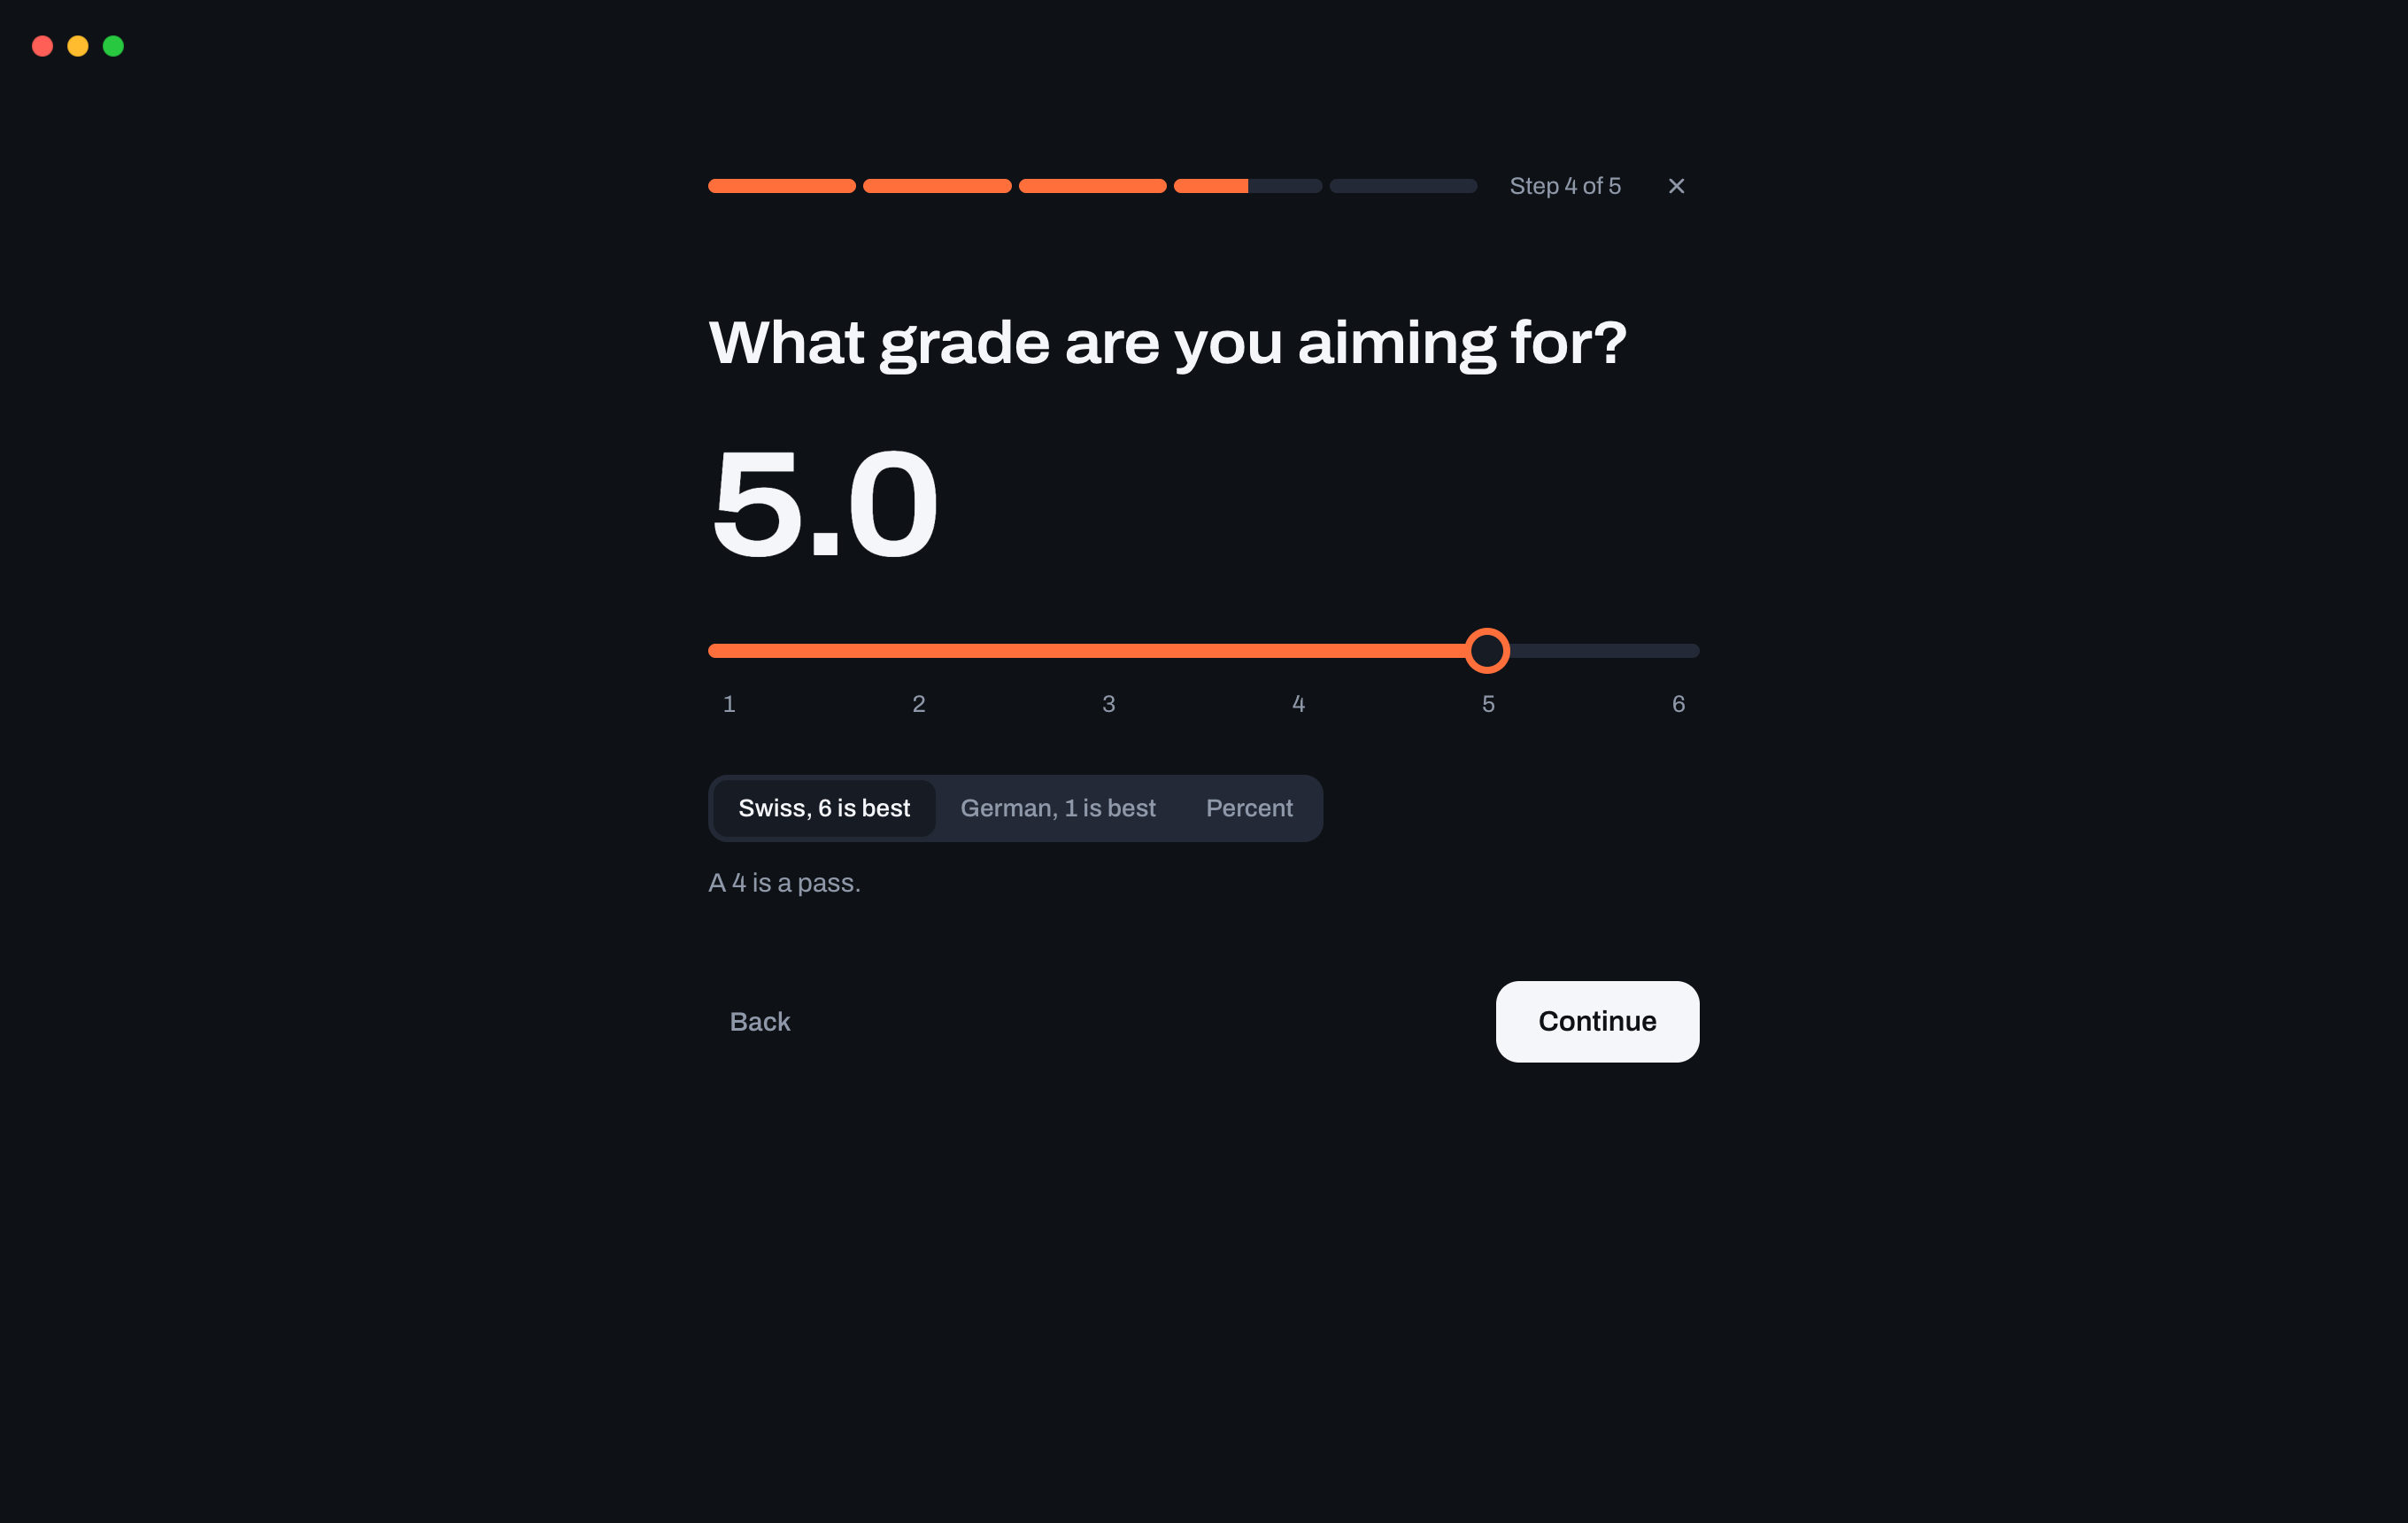 Step 4 of 5
What grade are you aiming for?
5.0
1 2 3 4 5 6
Swiss, 6 is best German, 1 is best Percent
A 4 is a pass.
Back Continue